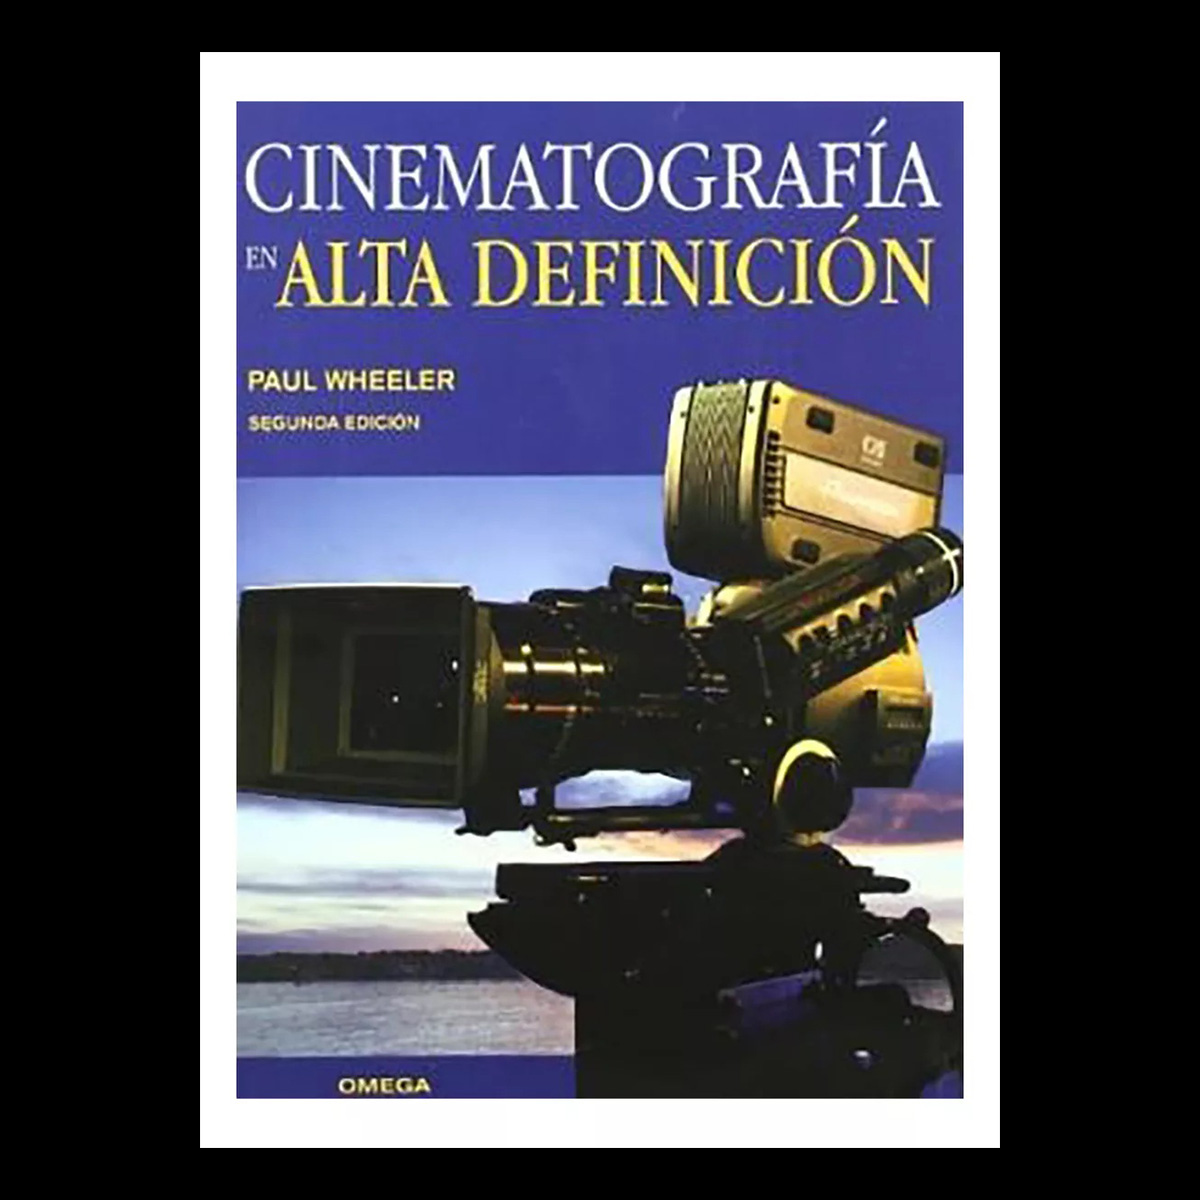 CINEMATOGRAFÍA
EN ALTA DEFINICIÓN
PAUL WHEELER
SEGUNDA EDICIÓN
OMEGA